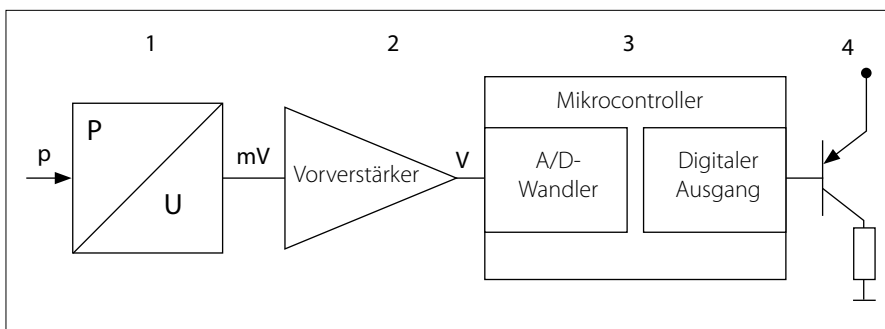 1
2
3
4
p
P
U
mV
Vorverstärker
V
Mikrocontroller
A/D-
Wandler
Digitaler
Ausgang